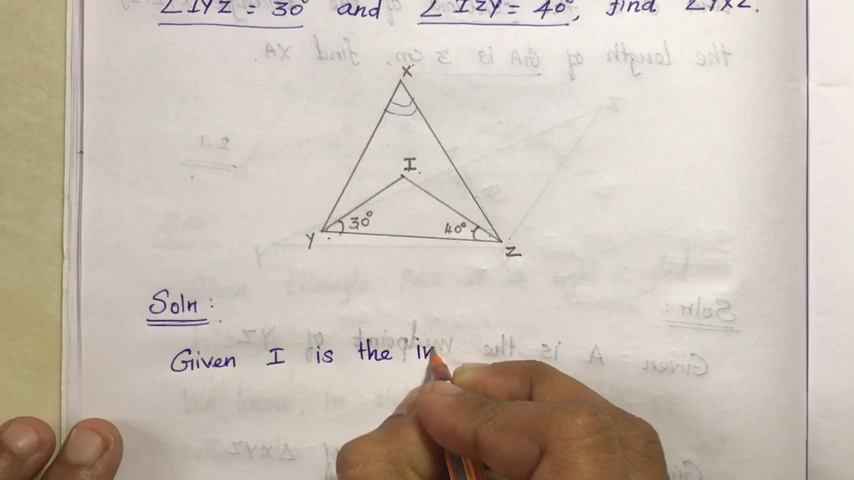 ∠IYZ = 30° and ∠IZY = 40°, find ∠YXZ.
X
I
30°
40°
Y
Z
Soln:
Given I is the in